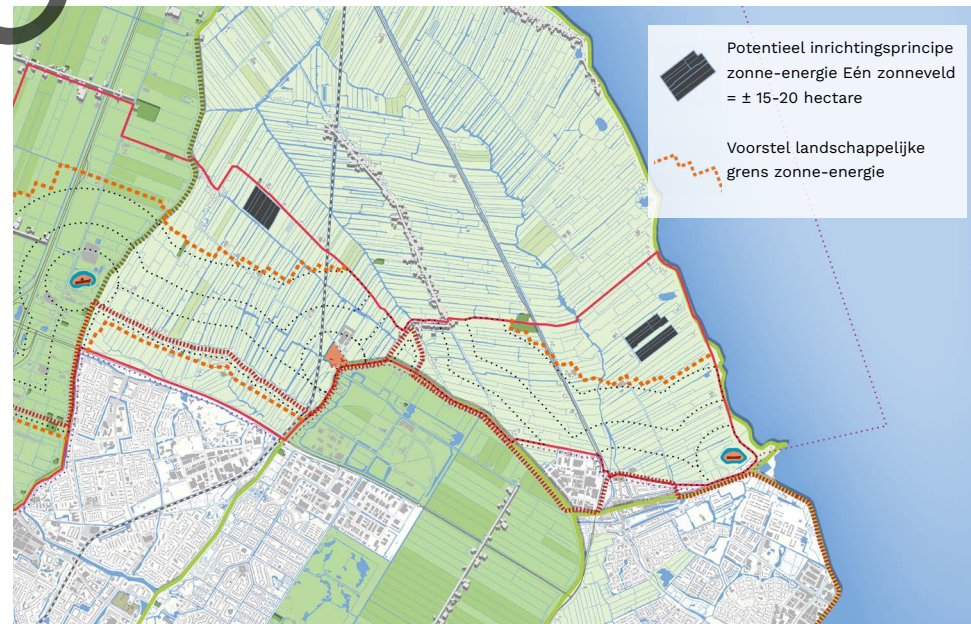 Potentieel inrichtingsprincipe
zonne-energie Eén zonneveld
= ± 15-20 hectare
Voorstel landschappelijke
grens zonne-energie